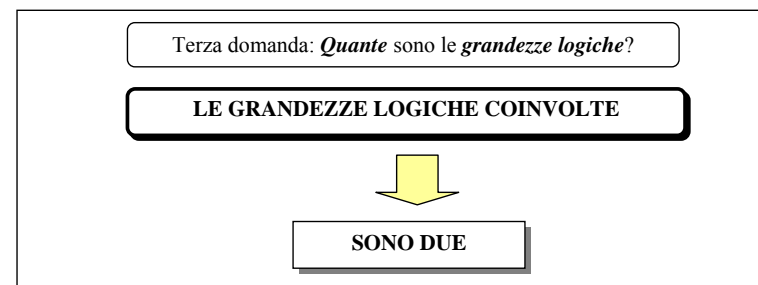 Terza domanda: Quante sono le grandezze logiche?
LE GRANDEZZE LOGICHE COINVOLTE
SONO DUE